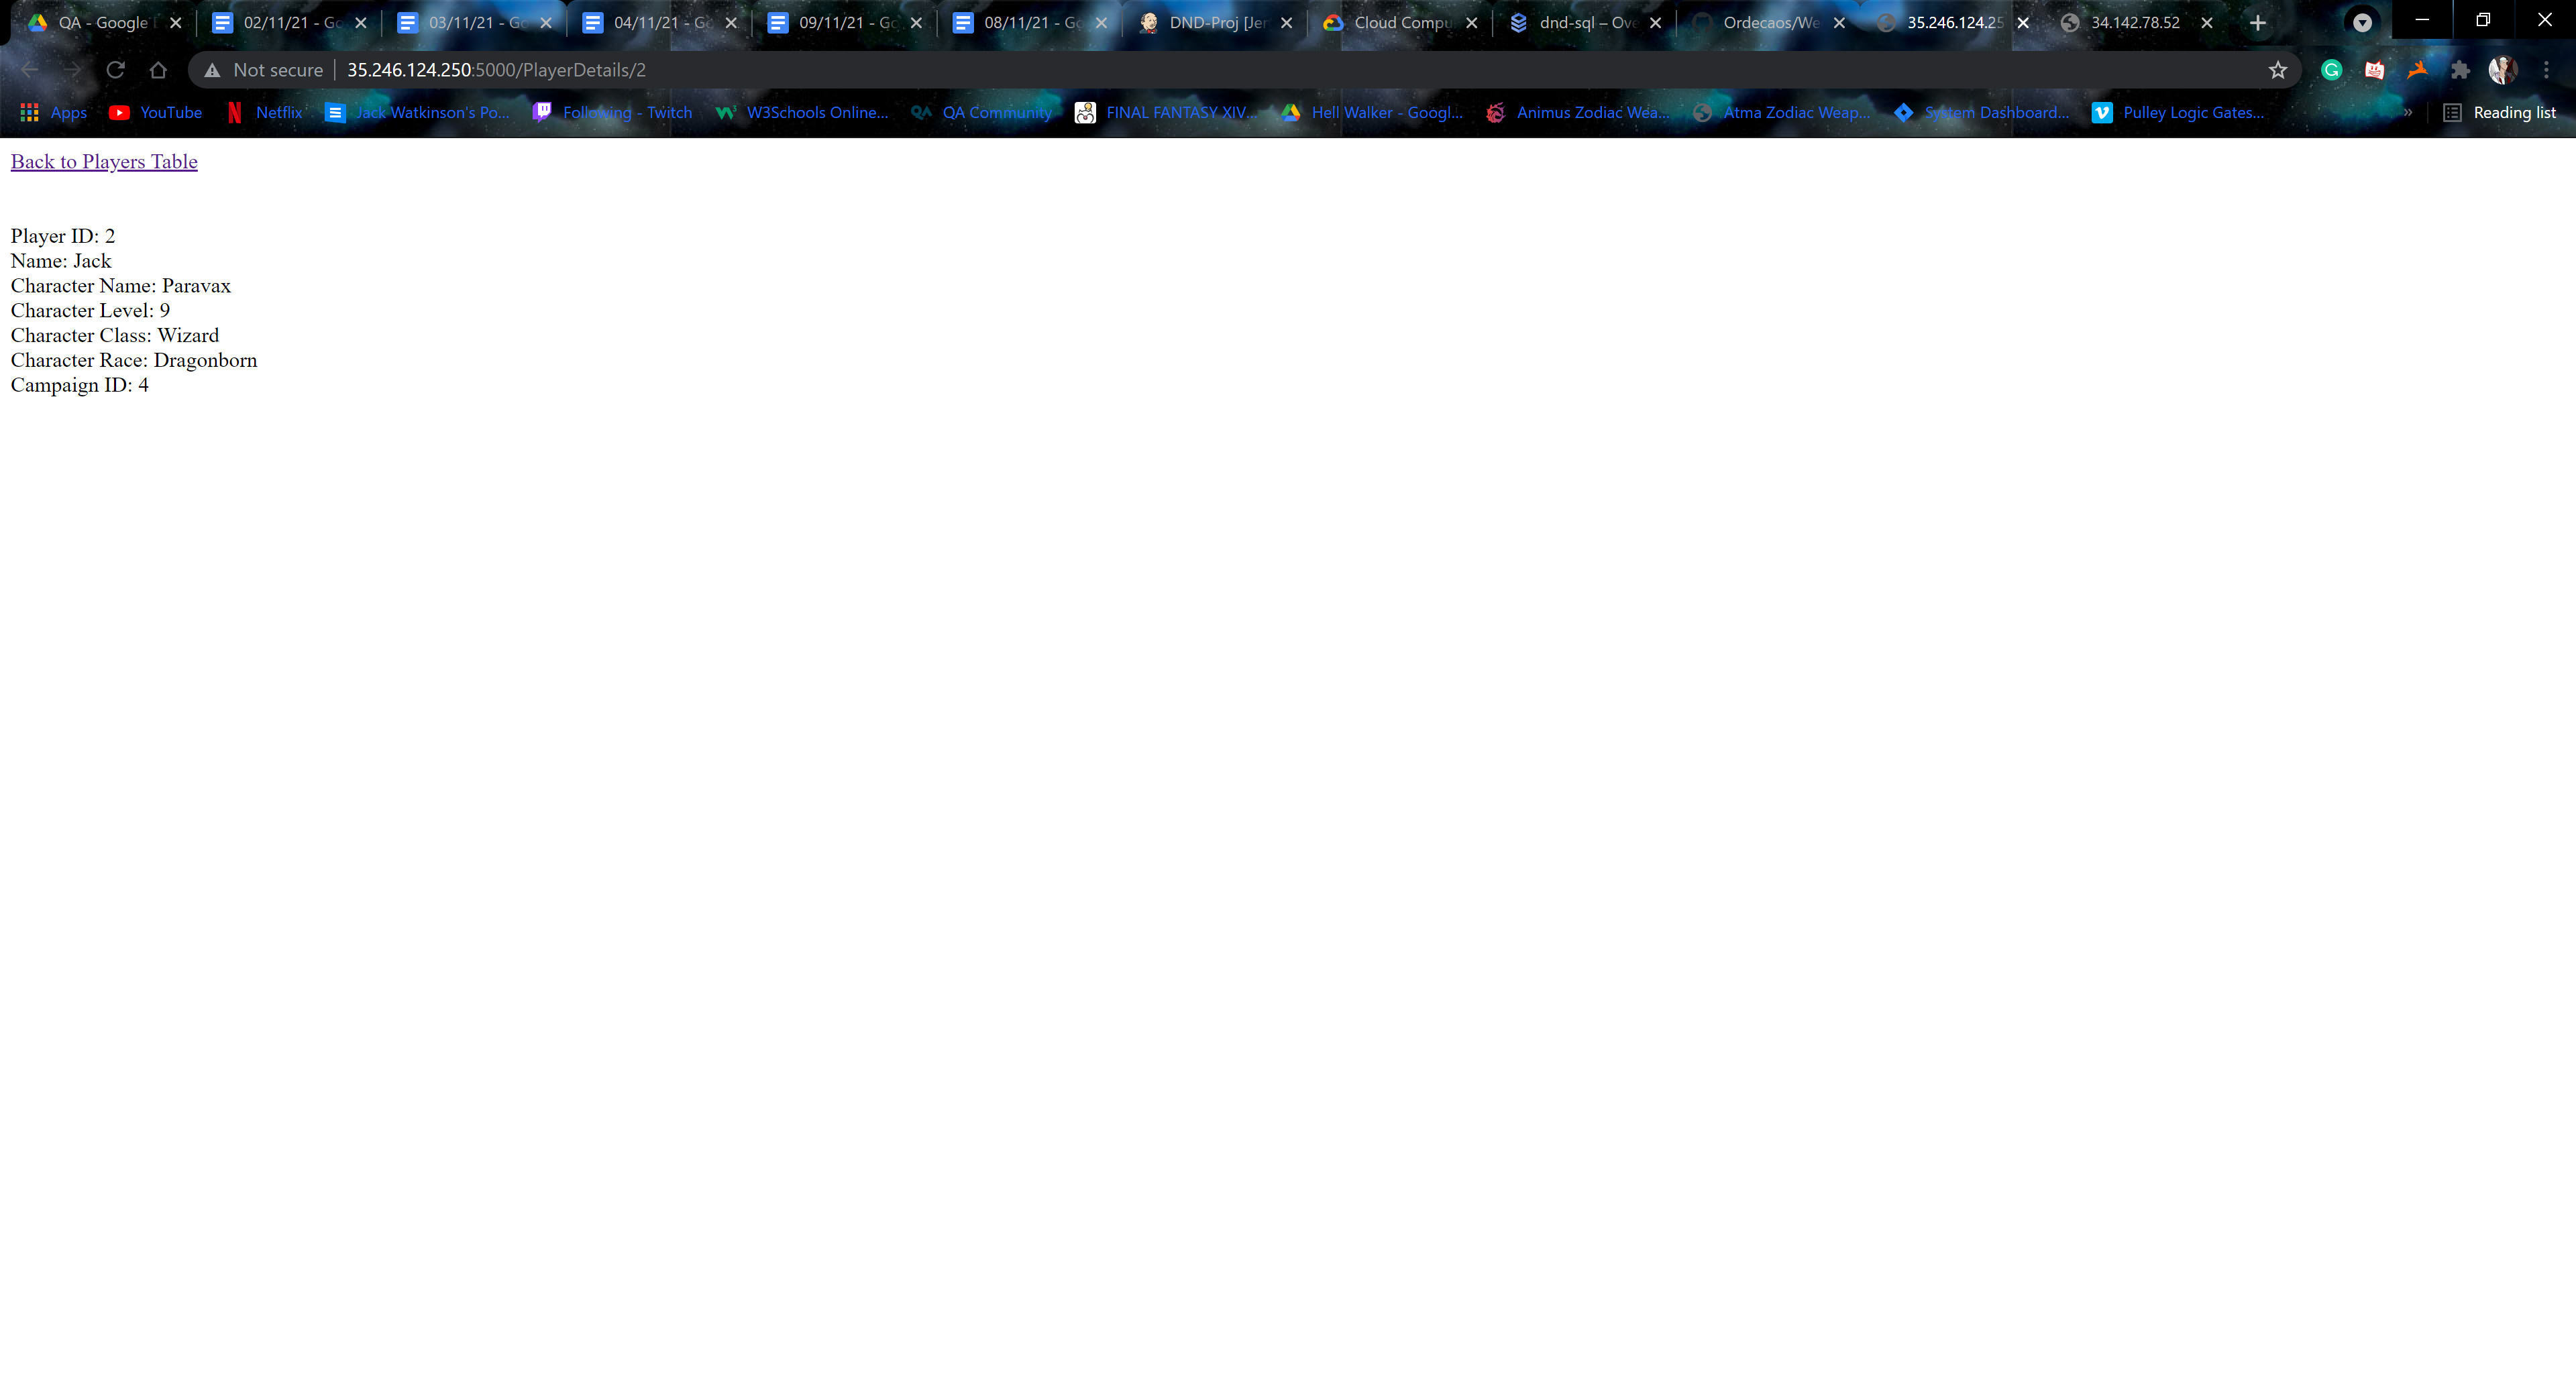 QA - Google
02/11/21 - Go
03/11/21 - Go
04/11/21 - Go
09/11/21 - Go
08/11/21 - Go
DND-Proj [Jer
Cloud Compu
dnd-sql – Ove
Ordecaos/We
35.246.124.25
34.142.78.52
Not secure
35.246.124.250:5000/PlayerDetails/2
Apps
YouTube
Netflix
Jack Watkinson's Po...
Following - Twitch
W3Schools Online...
QA Community
FINAL FANTASY XIV...
Hell Walker - Googl...
Animus Zodiac Wea...
Atma Zodiac Weap...
System Dashboard...
Pulley Logic Gates...
»
Reading list
Back to Players Table
Player ID: 2
Name: Jack
Character Name: Paravax
Character Level: 9
Character Class: Wizard
Character Race: Dragonborn
Campaign ID: 4